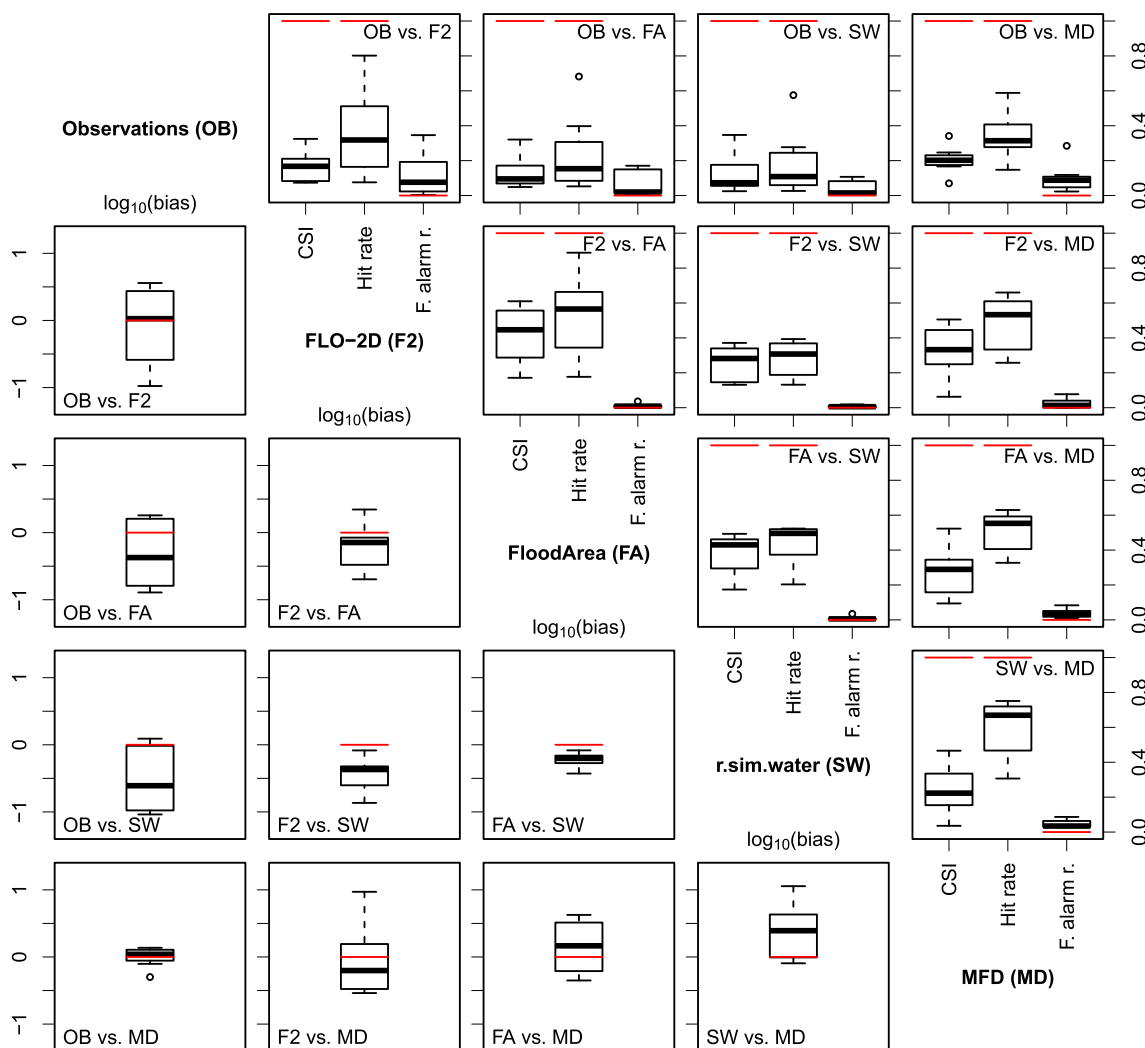 OB vs. F2
OB vs. FA
OB vs. SW
OB vs. MD
0.0 0.4 0.8
Observations (OB)
log10(bias)
CSI
Hit rate
F. alarm r.
F2 vs. FA
F2 vs. SW
F2 vs. MD
0.0 0.4 0.8
−1 0 1
OB vs. F2
FLO−2D (F2)
log10(bias)
CSI
Hit rate
F. alarm r.
FA vs. SW
FA vs. MD
0.0 0.4 0.8
−1 0 1
OB vs. FA
F2 vs. FA
FloodArea (FA)
log10(bias)
CSI
Hit rate
F. alarm r.
SW vs. MD
0.0 0.4 0.8
−1 0 1
OB vs. SW
F2 vs. SW
FA vs. SW
r.sim.water (SW)
log10(bias)
CSI
Hit rate
F. alarm r.
−1 0 1
OB vs. MD
F2 vs. MD
FA vs. MD
SW vs. MD
MFD (MD)